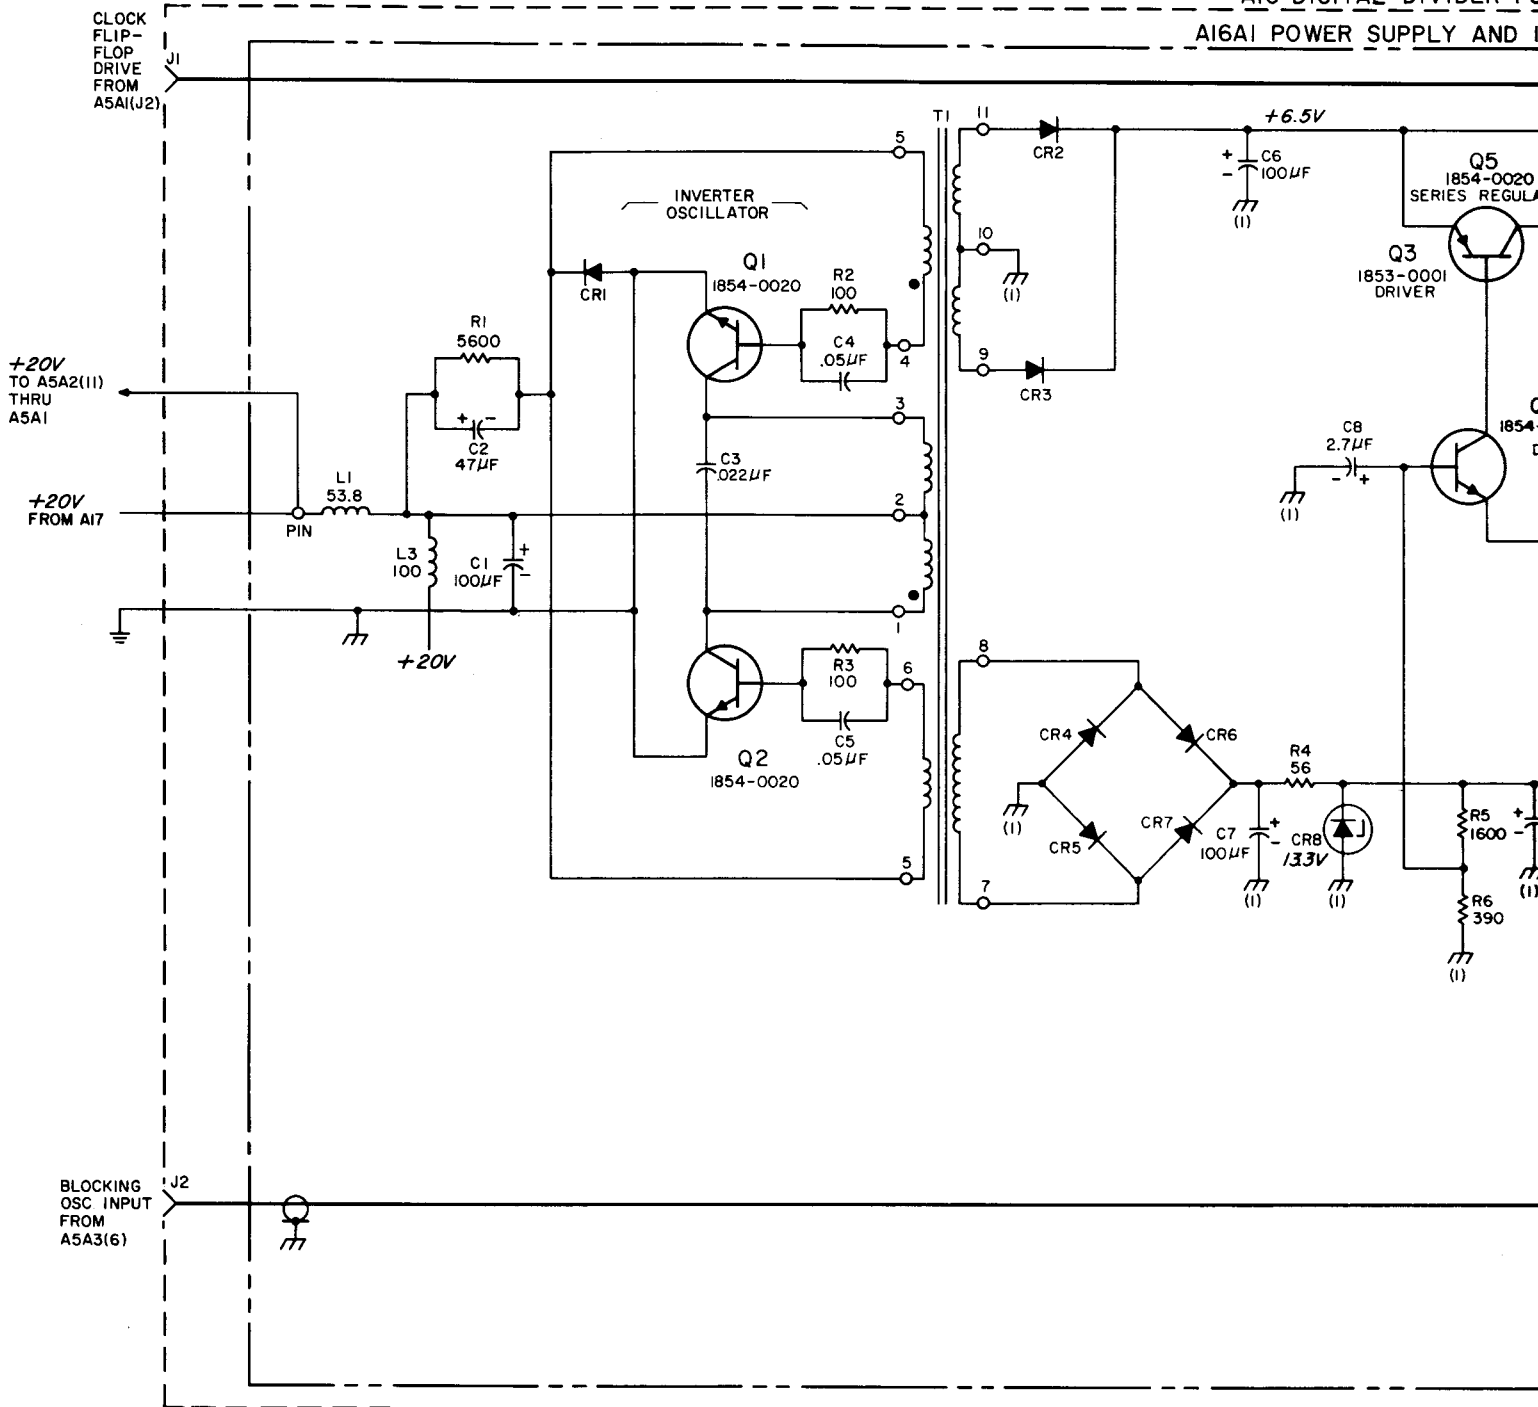 CLOCK
FLIP-
FLOP
DRIVE
FROM
A5A1(J2)
J1
A16A1 POWER SUPPLY AND
T1
11
CR2
+6.5V
+
-
C6
100µF
(1)
Q5
1854-0020
SERIES REGULA
Q3
1853-0001
DRIVER
5
INVERTER
OSCILLATOR
CR1
Q1
1854-0020
R2
100
C4
.05µF
4
10
(1)
9
CR3
R1
5600
+ -
C2
47µF
+20V
TO A5A2(11)
THRU
A5A1
3
C3
.022µF
2
C8
2.7µF
- +
(1)
1854-
L1
53.8
+20V
FROM A17
PIN
L3
100
C1
100µF
+
-
+20V
1
R3
100
C5
.05µF
6
Q2
1854-0020
5
8
CR4
CR6
CR5
CR7
(1)
7
R4
56
C7
100µF
+
-
(1)
CR8
13.3V
(1)
R5
1600
+
-
(1)
R6
390
(1)
BLOCKING
OSC INPUT
FROM
A5A3(6)
J2